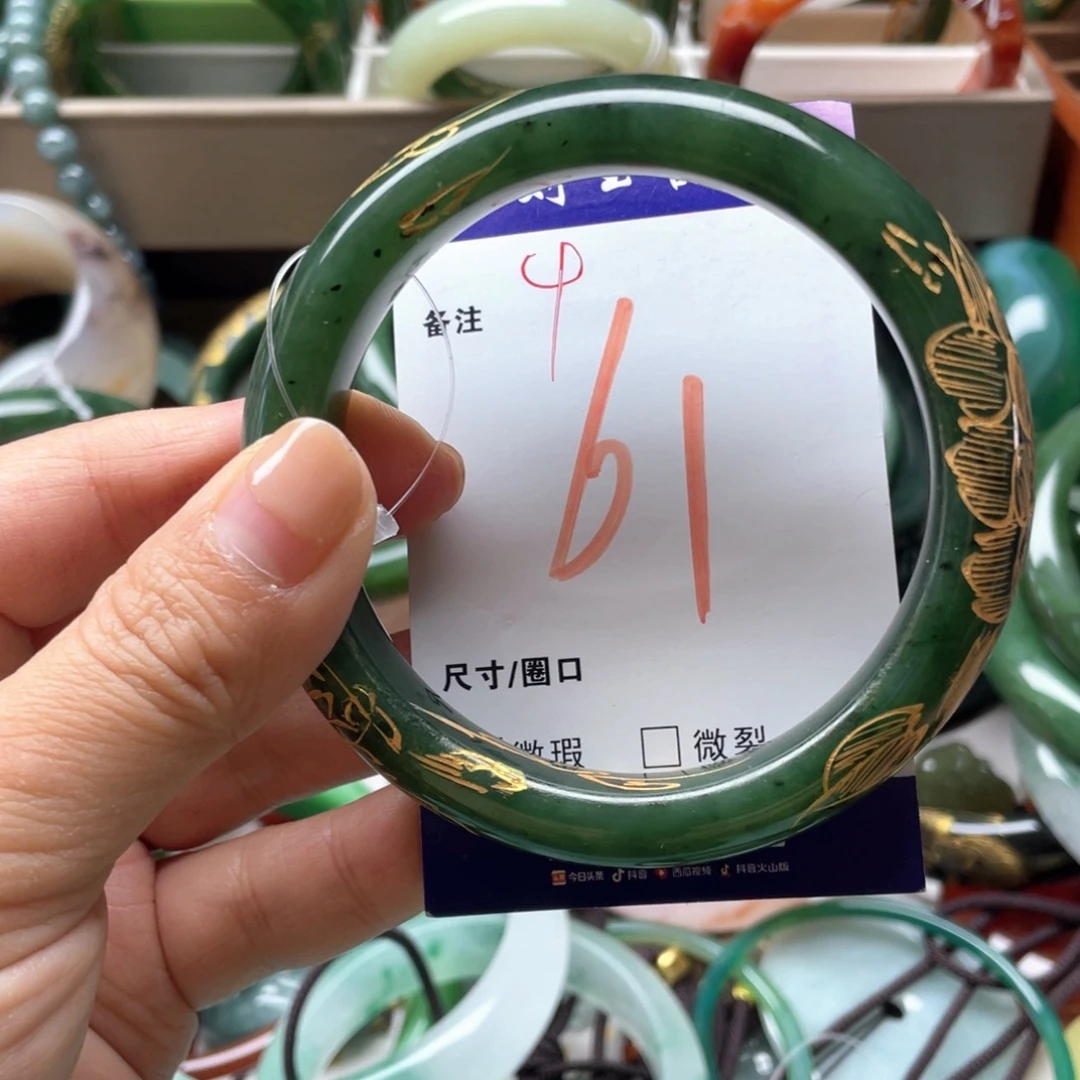 备注
φ
61
尺寸/圈口
微瑕 □ 微裂
今日头条 抖音 西瓜视频 抖音火山版